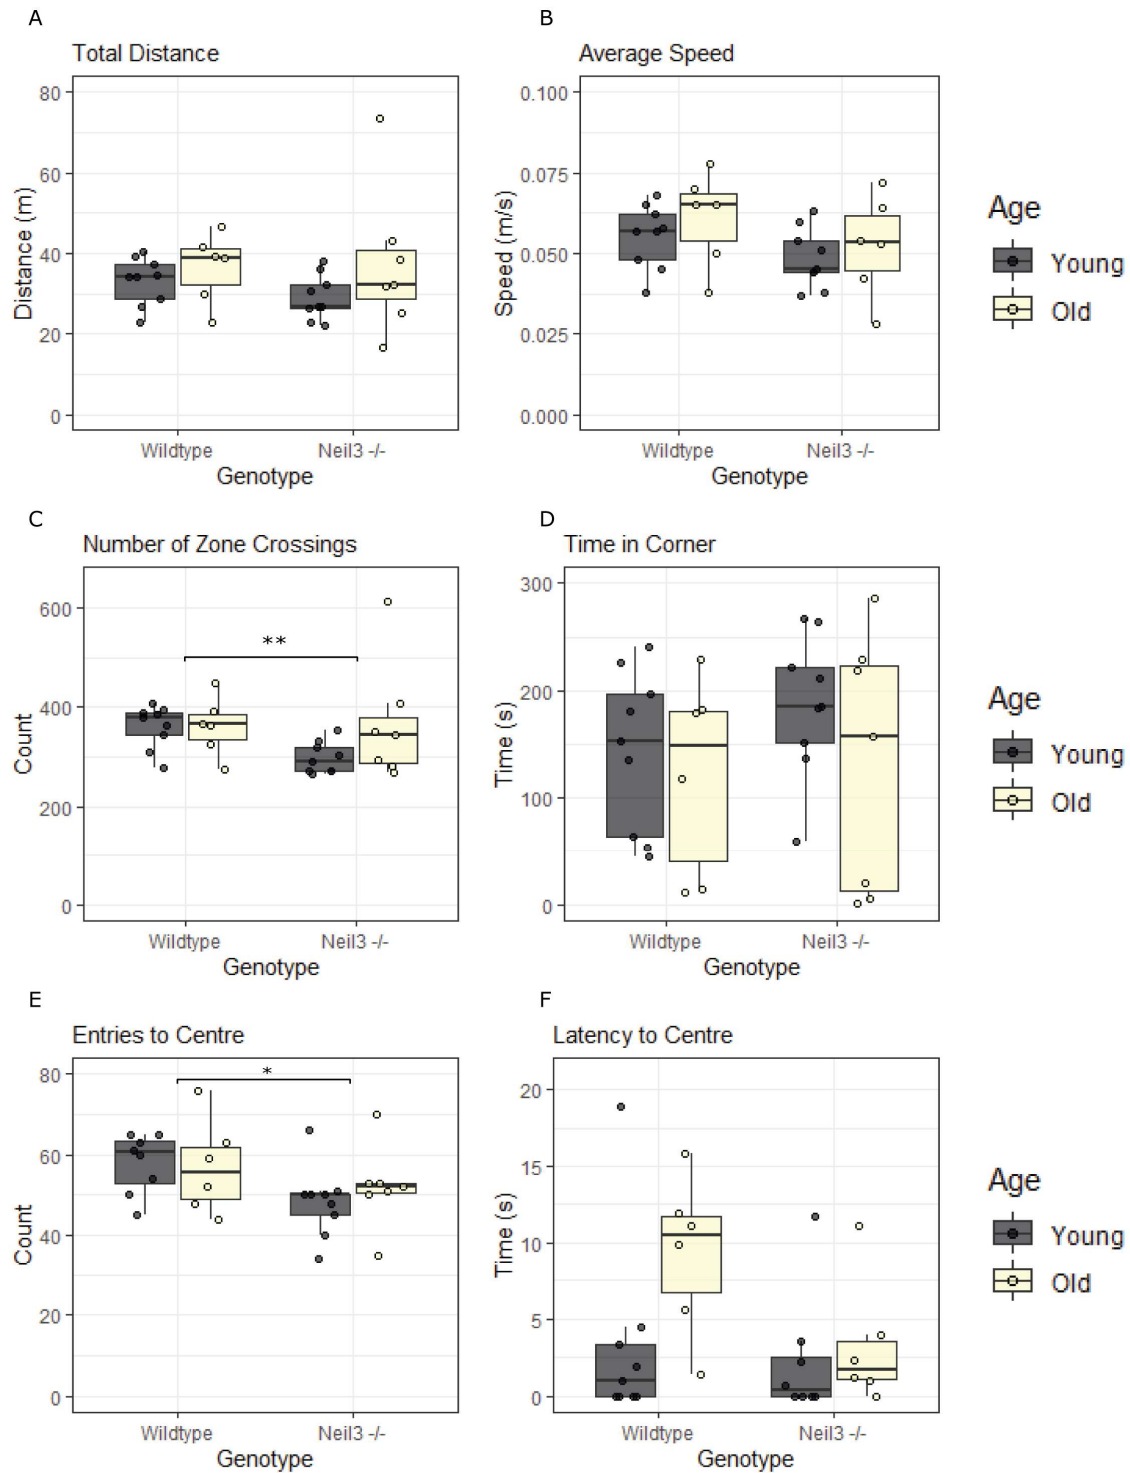 A
B
Total Distance
Average Speed
80
60
40
20
0
Distance (m)
Wildtype
Neil3 -/-
Genotype
0.100
0.075
0.050
0.025
0.000
Speed (m/s)
Wildtype
Neil3 -/-
Genotype
Age
Young
Old
C
D
Number of Zone Crossings
Time in Corner
600
400
200
0
Count
**
Wildtype
Neil3 -/-
Genotype
300
200
100
0
Time (s)
Wildtype
Neil3 -/-
Genotype
Age
Young
Old
E
F
Entries to Centre
Latency to Centre
80
60
40
20
0
Count
*
Wildtype
Neil3 -/-
Genotype
20
15
10
5
0
Time (s)
Wildtype
Neil3 -/-
Genotype
Age
Young
Old